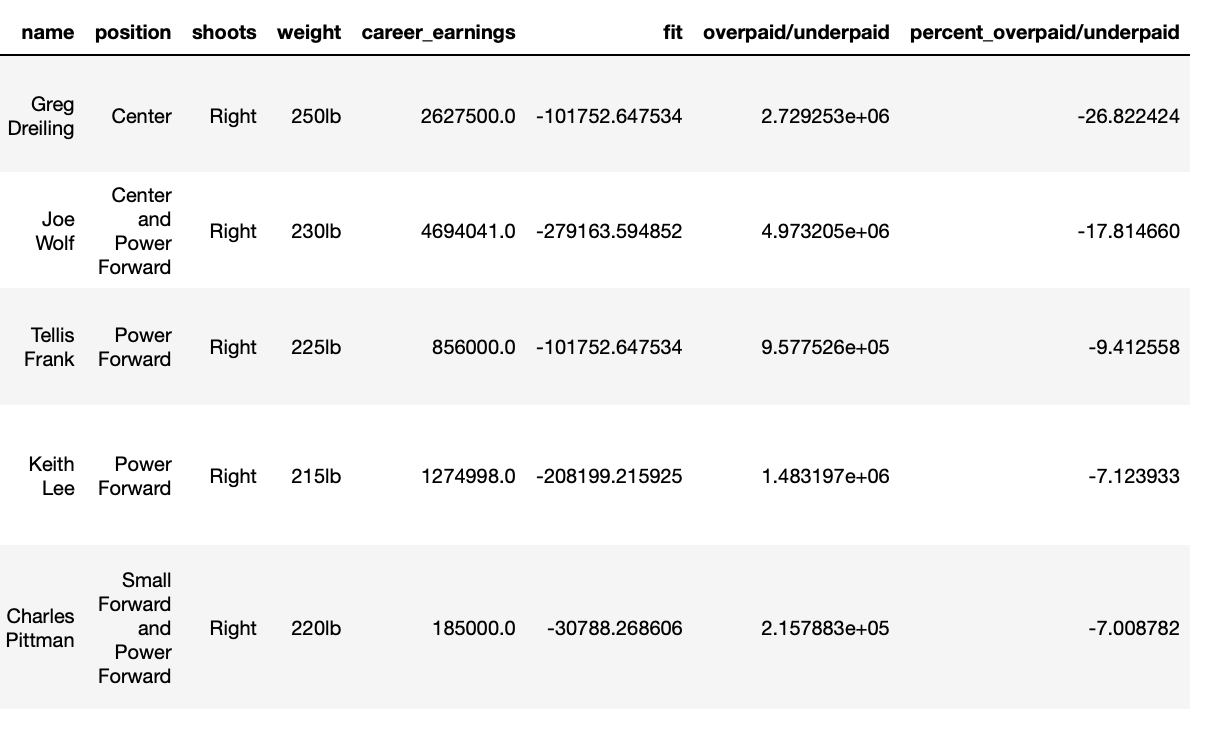 name position shoots weight career_earnings fit overpaid/underpaid percent_overpaid/underpaid
Greg Dreiling Center Right 250lb 2627500.0 -101752.647534 2.729253e+06 -26.822424
Joe Wolf Center and Power Forward Right 230lb 4694041.0 -279163.594852 4.973205e+06 -17.814660
Tellis Frank Power Forward Right 225lb 856000.0 -101752.647534 9.577526e+05 -9.412558
Keith Lee Power Forward Right 215lb 1274998.0 -208199.215925 1.483197e+06 -7.123933
Charles Pittman Small Forward and Power Forward Right 220lb 185000.0 -30788.268606 2.157883e+05 -7.008782